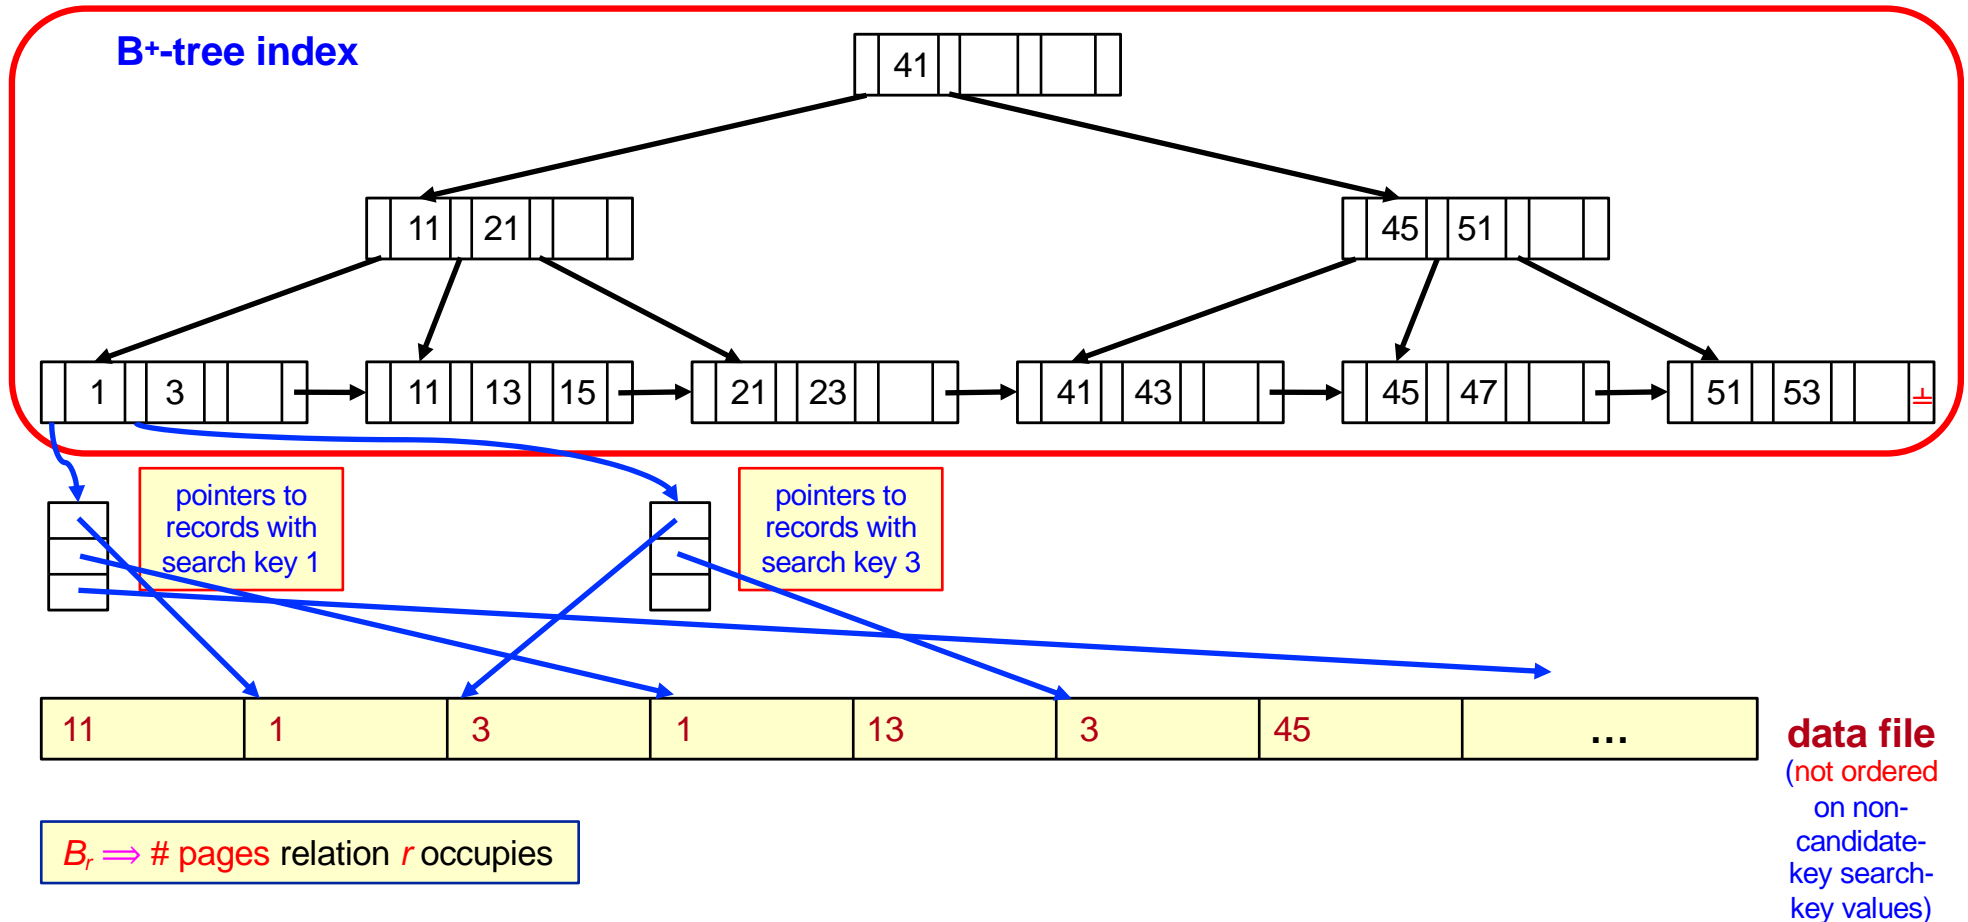 B+-tree index
41
11 21
45 51
1 3
11 13 15
21 23
41 43
45 47
51 53
pointers to
records with
search key 1
pointers to
records with
search key 3
11 1 3 1 13 3 45 ...
data file
(not ordered
on non-
candidate-
key search-
key values)
Br ⟹ # pages relation r occupies